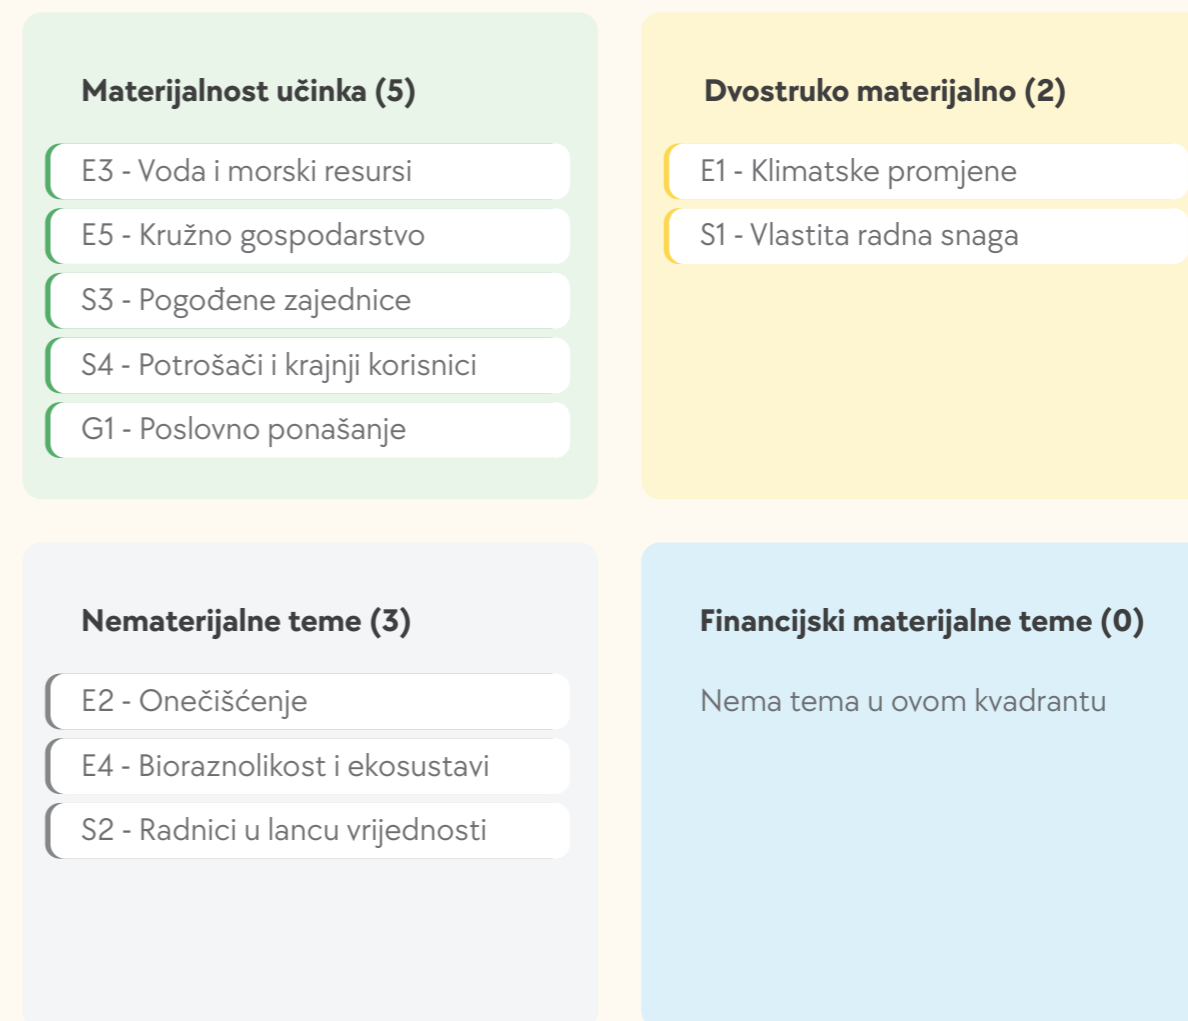 Materijalnost učinka (5)
E3 - Voda i morski resursi
E5 - Kružno gospodarstvo
S3 - Pogođene zajednice
S4 - Potrošači i krajnji korisnici
G1 - Poslovno ponašanje
Dvostruko materijalno (2)
E1 - Klimatske promjene
S1 - Vlastita radna snaga
Nematerijalne teme (3)
E2 - Onečišćenje
E4 - Bioraznolikost i ekosustavi
S2 - Radnici u lancu vrijednosti
Financijski materijalne teme (0)
Nema tema u ovom kvadrantu